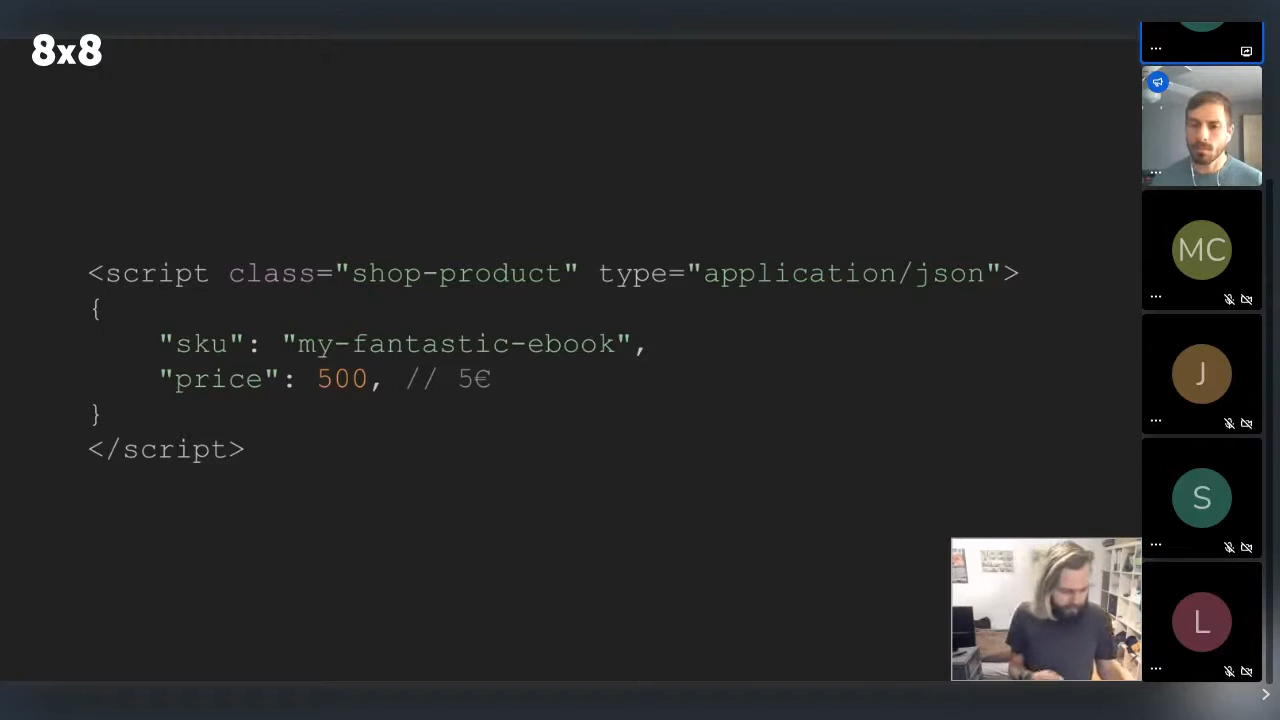 8x8
<script class="shop-product" type="application/json">
{
"sku": "my-fantastic-ebook",
"price": 500, // 5€
}
</script>
MC
J
S
L